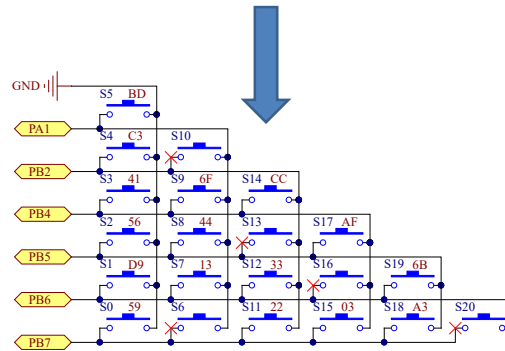 S5 BD
GND
PA1
S4 C3 S10
PB2
S3 41 S9 6F S14 CC
PB4
S2 56 S8 44 S13 S17 AF
PB5
S1 D9 S7 13 S12 33 S16 S19 6B
PB6
S0 59 S6 S11 22 S15 03 S18 A3 S20
PB7